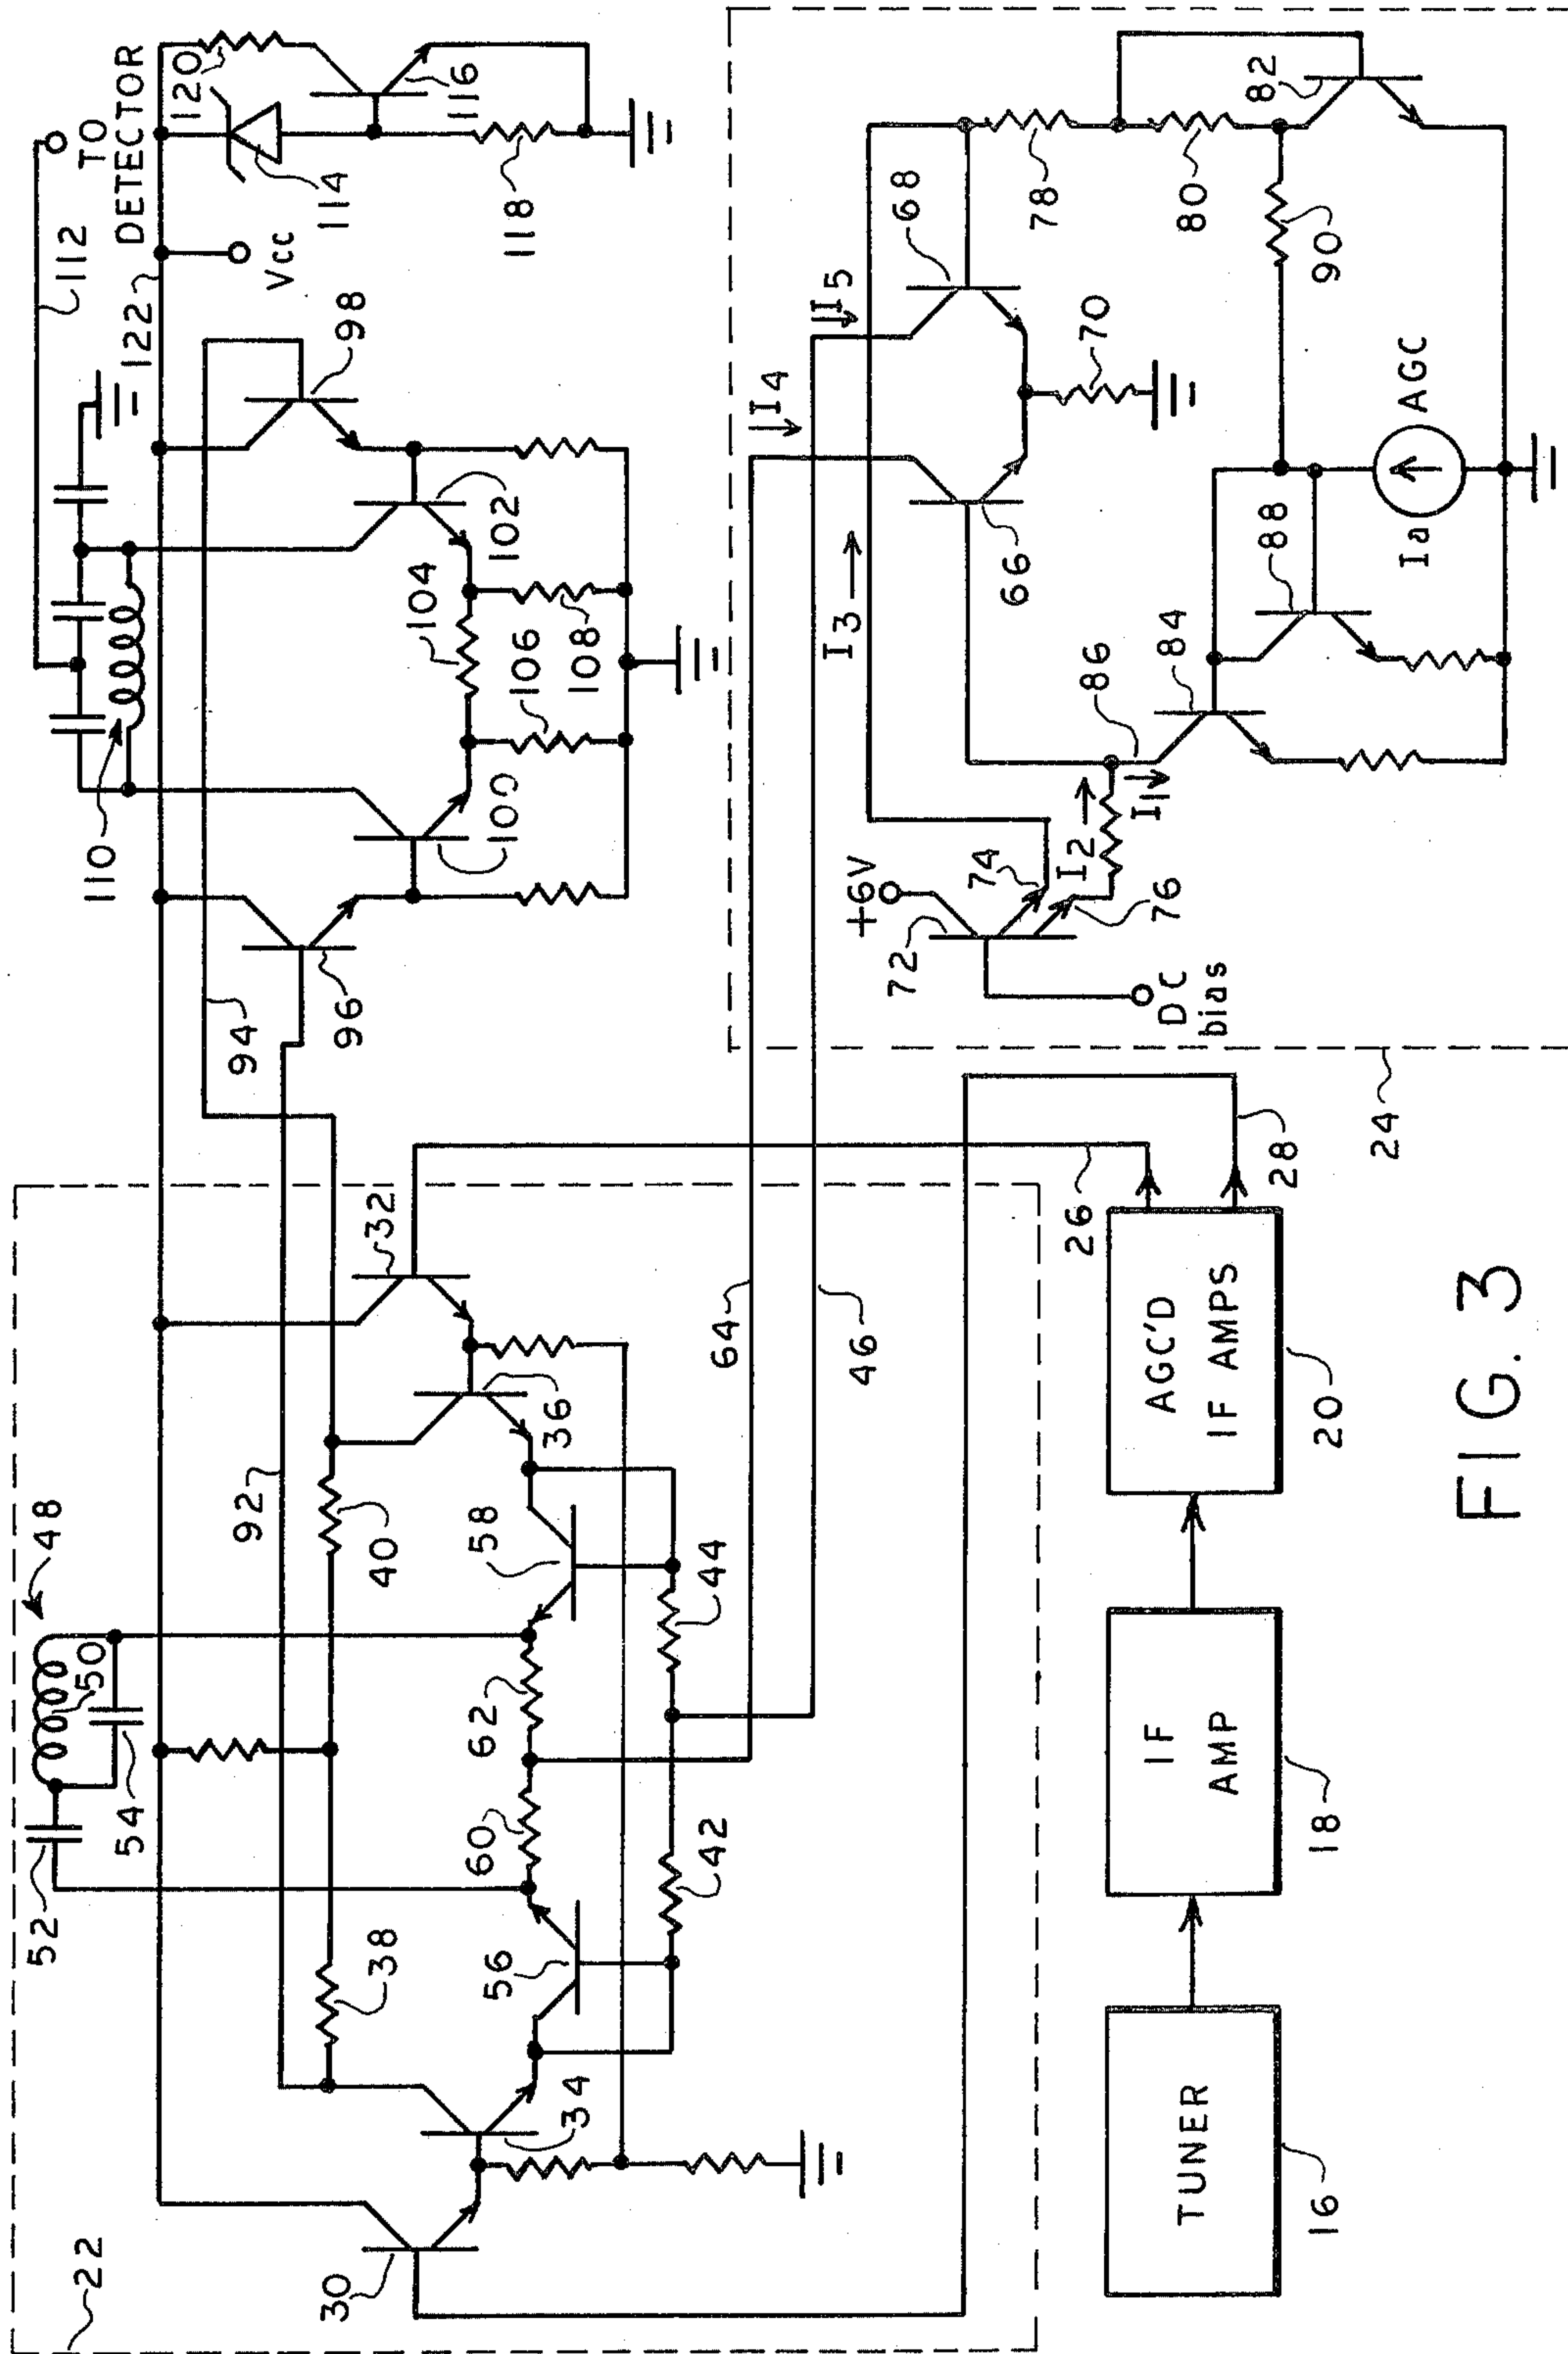 22
48
50
52
54
92
32
38
40
30
34
56
60
62
58
36
42
44
64
46
26
28
TUNER
16
IF
AMP
18
AGC'D
IF AMPS
20
24
110
112
TO
DETECTOR
122
Vcc
94
96
98
100
102
104
106
108
114
120
116
118
+6V
72
74
76
DC
bias
I2
I1
I3
I4
I5
66
68
70
78
80
82
84
86
88
90
Ia
AGC
FIG. 3